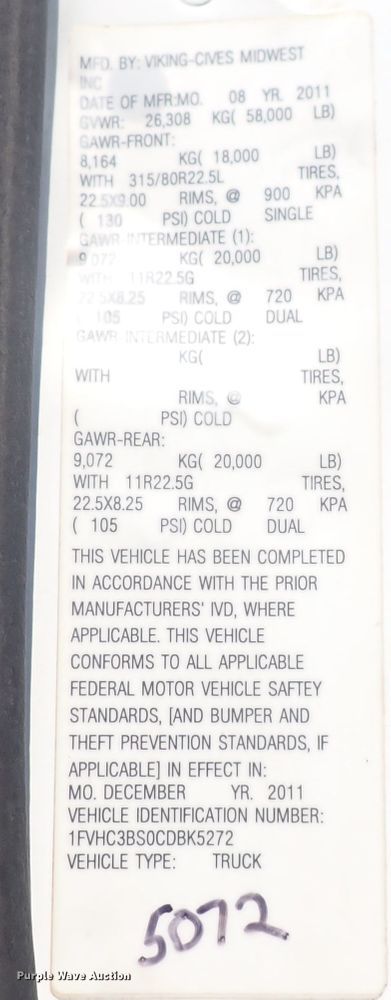 MFD. BY: VIKING-CIVES MIDWEST
INC
DATE OF MFR:MO. 08 YR. 2011
GVWR: 26,308 KG( 58,000 LB)
GAWR-FRONT:
8,164 KG( 18,000 LB)
WITH 315/80R22.5L TIRES,
22.5X9.00 RIMS, @ 900 KPA
( 130 PSI) COLD SINGLE
GAWR-INTERMEDIATE (1):
9,072 KG( 20,000 LB)
WITH 11R22.5G TIRES,
22.5X8.25 RIMS, @ 720 KPA
( 105 PSI) COLD DUAL
GAWR-INTERMEDIATE (2):
KG( LB)
WITH TIRES,
RIMS, @ KPA
( PSI) COLD
GAWR-REAR:
9,072 KG( 20,000 LB)
WITH 11R22.5G TIRES,
22.5X8.25 RIMS, @ 720 KPA
( 105 PSI) COLD DUAL
THIS VEHICLE HAS BEEN COMPLETED
IN ACCORDANCE WITH THE PRIOR
MANUFACTURERS' IVD, WHERE
APPLICABLE. THIS VEHICLE
CONFORMS TO ALL APPLICABLE
FEDERAL MOTOR VEHICLE SAFTEY
STANDARDS, [AND BUMPER AND
THEFT PREVENTION STANDARDS, IF
APPLICABLE] IN EFFECT IN:
MO. DECEMBER YR. 2011
VEHICLE IDENTIFICATION NUMBER:
1FVHC3BS0CDBK5272
VEHICLE TYPE: TRUCK
5072
Purple Wave Auction